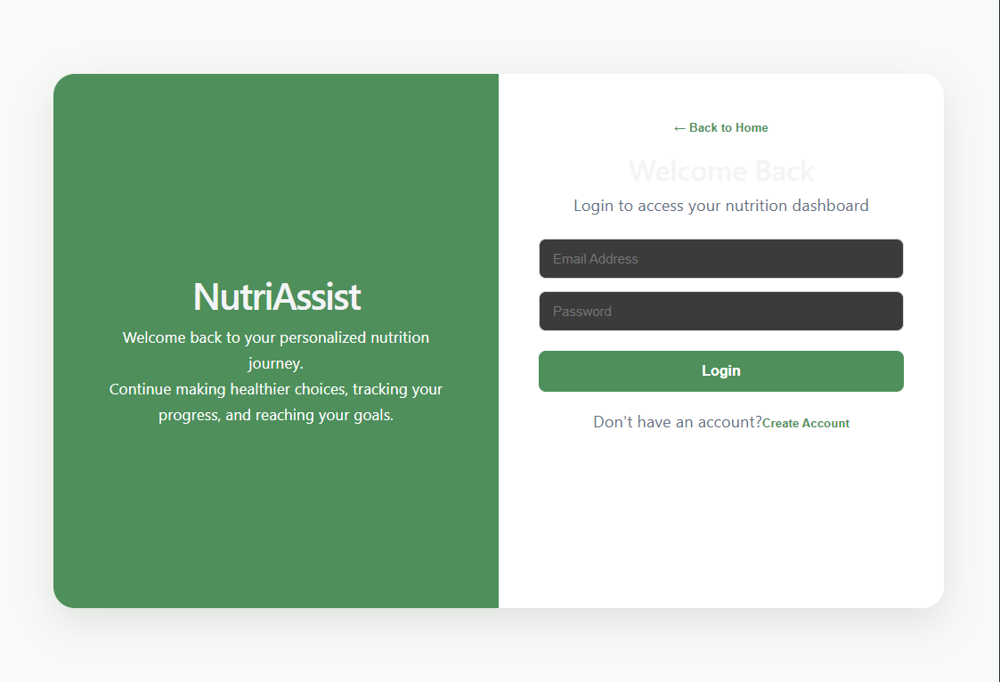 NutriAssist
Welcome back to your personalized nutrition
journey.
Continue making healthier choices, tracking your
progress, and reaching your goals.
← Back to Home
Welcome Back
Login to access your nutrition dashboard
Email Address
Password
Login
Don't have an account?Create Account